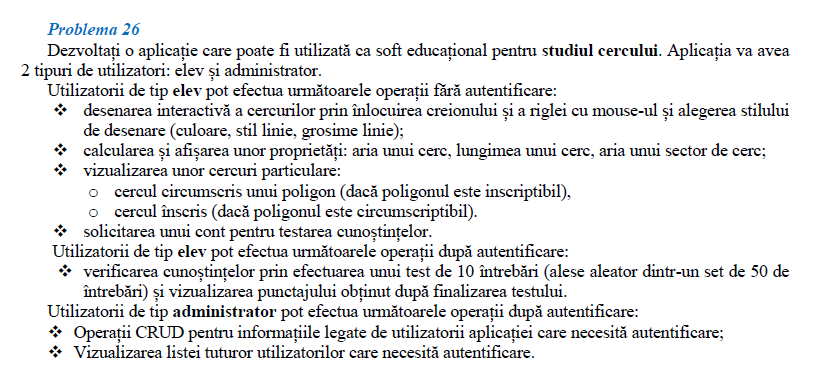 Problema 26
Dezvoltați o aplicație care poate fi utilizată ca soft educațional pentru studiul cercului. Aplicația va avea
2 tipuri de utilizatori: elev și administrator.
Utilizatorii de tip elev pot efectua următoarele operații fără autentificare:
❖ desenarea interactivă a cercurilor prin înlocuirea creionului și a riglei cu mouse-ul și alegerea stilului
de desenare (culoare, stil linie, grosime linie);
❖ calcularea și afișarea unor proprietăți: aria unui cerc, lungimea unui cerc, aria unui sector de cerc;
❖ vizualizarea unor cercuri particulare:
o cercul circumscris unui poligon (dacă poligonul este inscriptibil),
o cercul înscris (dacă poligonul este circumscriptibil).
❖ solicitarea unui cont pentru testarea cunoștințelor.
Utilizatorii de tip elev pot efectua următoarele operații după autentificare:
❖ verificarea cunoștințelor prin efectuarea unui test de 10 întrebări (alese aleator dintr-un set de 50 de
întrebări) și vizualizarea punctajului obținut după finalizarea testului.
Utilizatorii de tip administrator pot efectua următoarele operații după autentificare:
❖ Operații CRUD pentru informațiile legate de utilizatorii aplicației care necesită autentificare;
❖ Vizualizarea listei tuturor utilizatorilor care necesită autentificare.